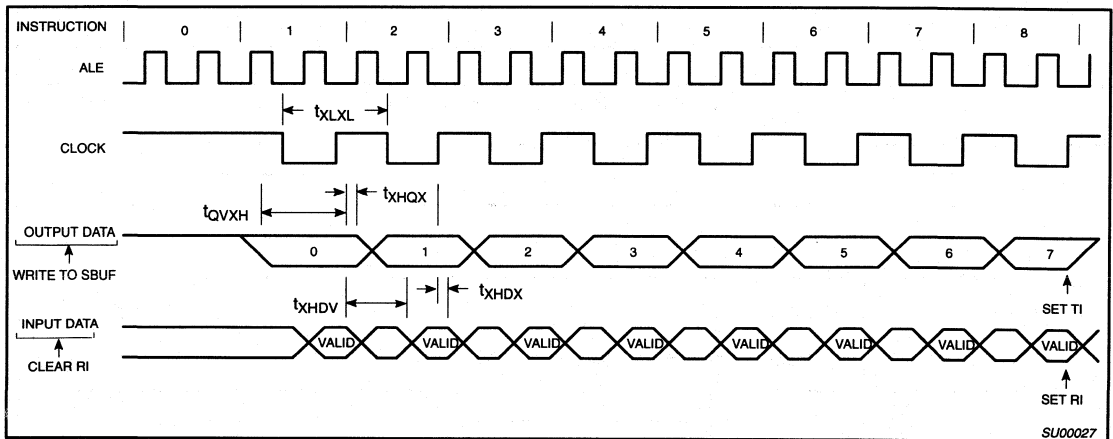 INSTRUCTION | 0 | 1 | 2 | 3 | 4 | 5 | 6 | 7 | 8 |
ALE
tXLXL
CLOCK
tXHQX
tQVXH
OUTPUT DATA
0 1 2 3 4 5 6 7
WRITE TO SBUF
tXHDV
tXHDX
SET TI
INPUT DATA
VALID VALID VALID VALID VALID VALID VALID VALID
CLEAR RI
SET RI
SU00027